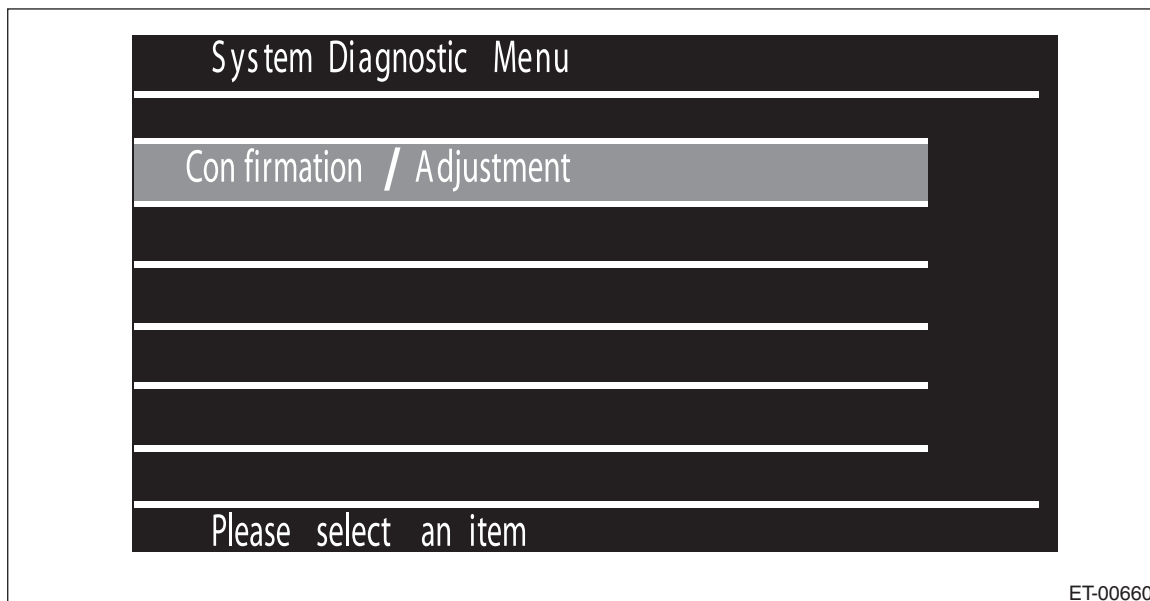 System Diagnostic Menu
Confirmation / Adjustment
Please select an item
ET-00660